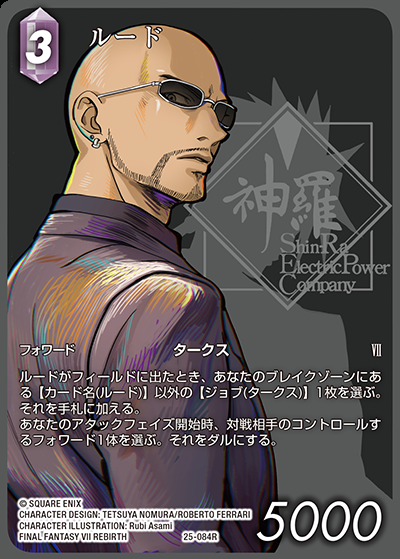 3
ルード
神羅
Shin-Ra
Electric Power
Company
フォワード
タークス
VII
ルードがフィールドに出たとき、あなたのブレイクゾーンにあ
る【カード名(ルード)】以外の【ジョブ(タークス)】1枚を選ぶ。
それを手札に加える。
あなたのアタックフェイズ開始時、対戦相手のコントロールす
るフォワード1体を選ぶ。それをダルにする。
© SQUARE ENIX
CHARACTER DESIGN: TETSUYA NOMURA/ROBERTO FERRARI
CHARACTER ILLUSTRATION: Rubi Asami
FINAL FANTASY VII REBIRTH
25-084R
5000